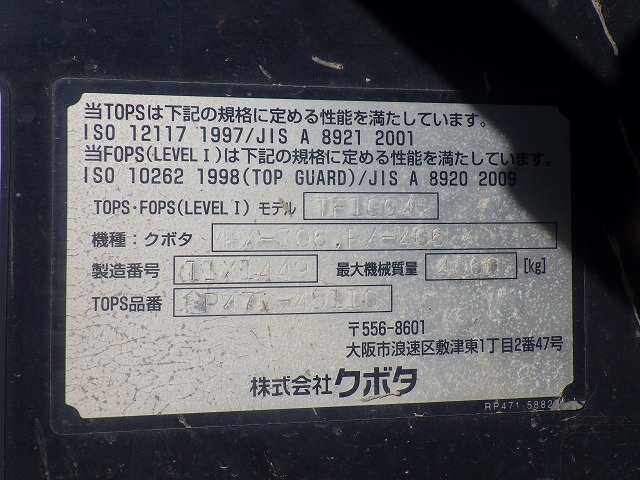 当TOPSは下記の規格に定める性能を満たしています。
ISO 12117 1997/JIS A 8921 2001
当FOPS(LEVEL I)は下記の規格に定める性能を満たしています。
ISO 10262 1998(TOP GUARD)/JIS A 8920 2009
TOPS・FOPS(LEVEL I) モデル
機種：クボタ
製造番号 最大機械質量 [kg]
TOPS品番
〒556-8601
大阪市浪速区敷津東1丁目2番47号
株式会社クボタ